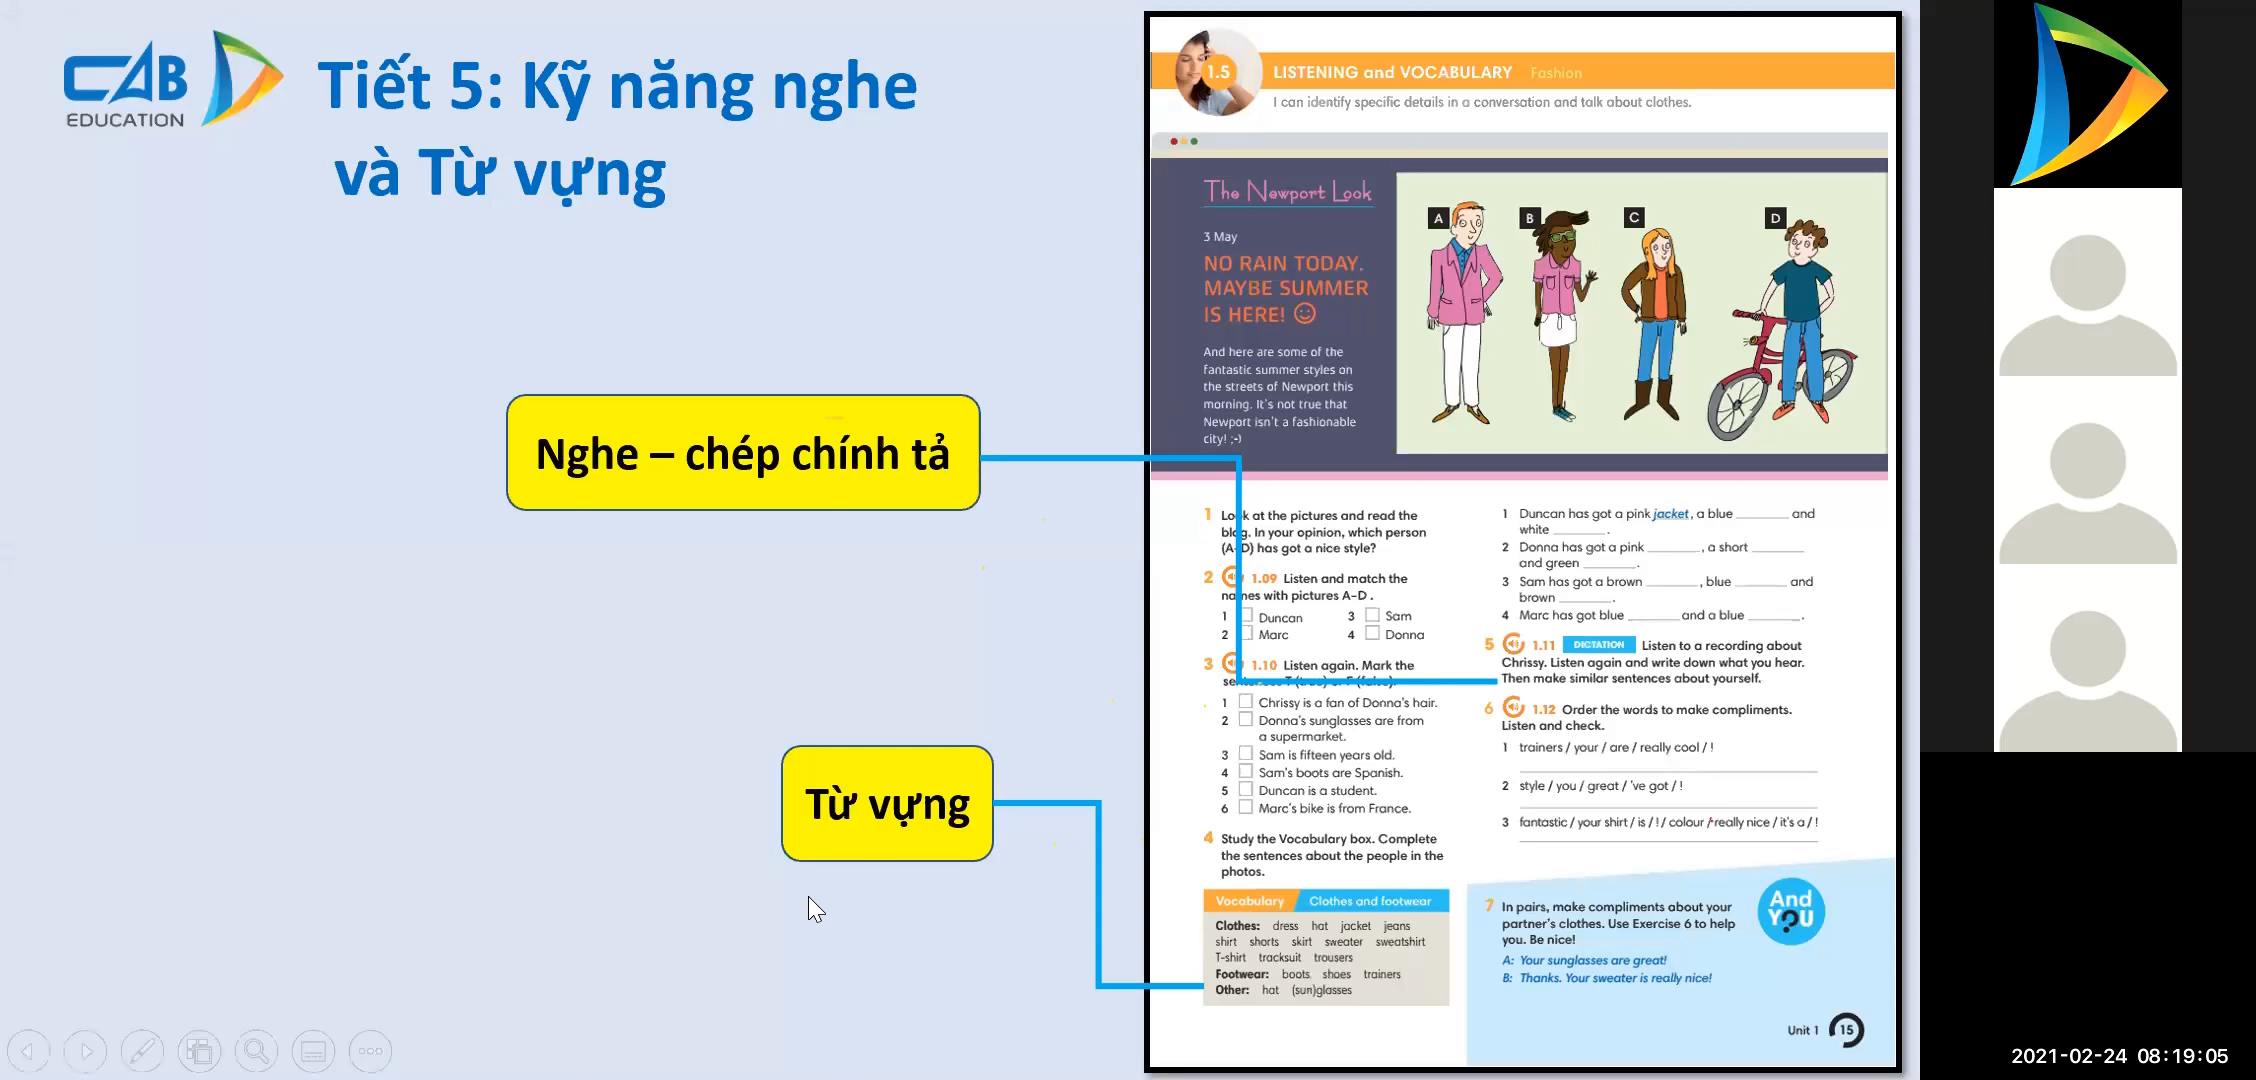 CAB
EDUCATION
Tiết 5: Kỹ năng nghe
và Từ vựng
Nghe – chép chính tả
Từ vựng
1.5
LISTENING and VOCABULARY Fashion
I can identify specific details in a conversation and talk about clothes.
The Newport Look
3 May
NO RAIN TODAY.
MAYBE SUMMER
IS HERE!
And here are some of the
fantastic summer styles on
the streets of Newport this
morning. It's not true that
Newport isn't a fashionable
city! ;-)
A
B
C
D
1 Look at the pictures and read the
blog. In your opinion, which person
(A–D) has got a nice style?
2 1.09 Listen and match the
names with pictures A–D .
1 Duncan 3 Sam
2 Marc 4 Donna
3 1.10 Listen again. Mark the
sentences T (true) or F (false).
1 Chrissy is a fan of Donna's hair.
2 Donna's sunglasses are from
a supermarket.
3 Sam is fifteen years old.
4 Sam's boots are Spanish.
5 Duncan is a student.
6 Marc's bike is from France.
4 Study the Vocabulary box. Complete
the sentences about the people in the
photos.
Vocabulary Clothes and footwear
Clothes: dress hat jacket jeans
shirt shorts skirt sweater sweatshirt
T-shirt tracksuit trousers
Footwear: boots shoes trainers
Other: hat (sun)glasses
1 Duncan has got a pink jacket, a blue ________ and
white ________.
2 Donna has got a pink ________, a short ________
and green ________.
3 Sam has got a brown ________, blue ________ and
brown ________.
4 Marc has got blue ________ and a blue ________.
5 1.11 DICTATION Listen to a recording about
Chrissy. Listen again and write down what you hear.
Then make similar sentences about yourself.
6 1.12 Order the words to make compliments.
Listen and check.
1 trainers / your / are / really cool / !
2 style / you / great / 've got / !
3 fantastic / your shirt / is / ! / colour / really nice / it's a / !
7 In pairs, make compliments about your
partner's clothes. Use Exercise 6 to help
you. Be nice!
A: Your sunglasses are great!
B: Thanks. Your sweater is really nice!
And
YOU
?
Unit 1 15
2021-02-24 08:19:05